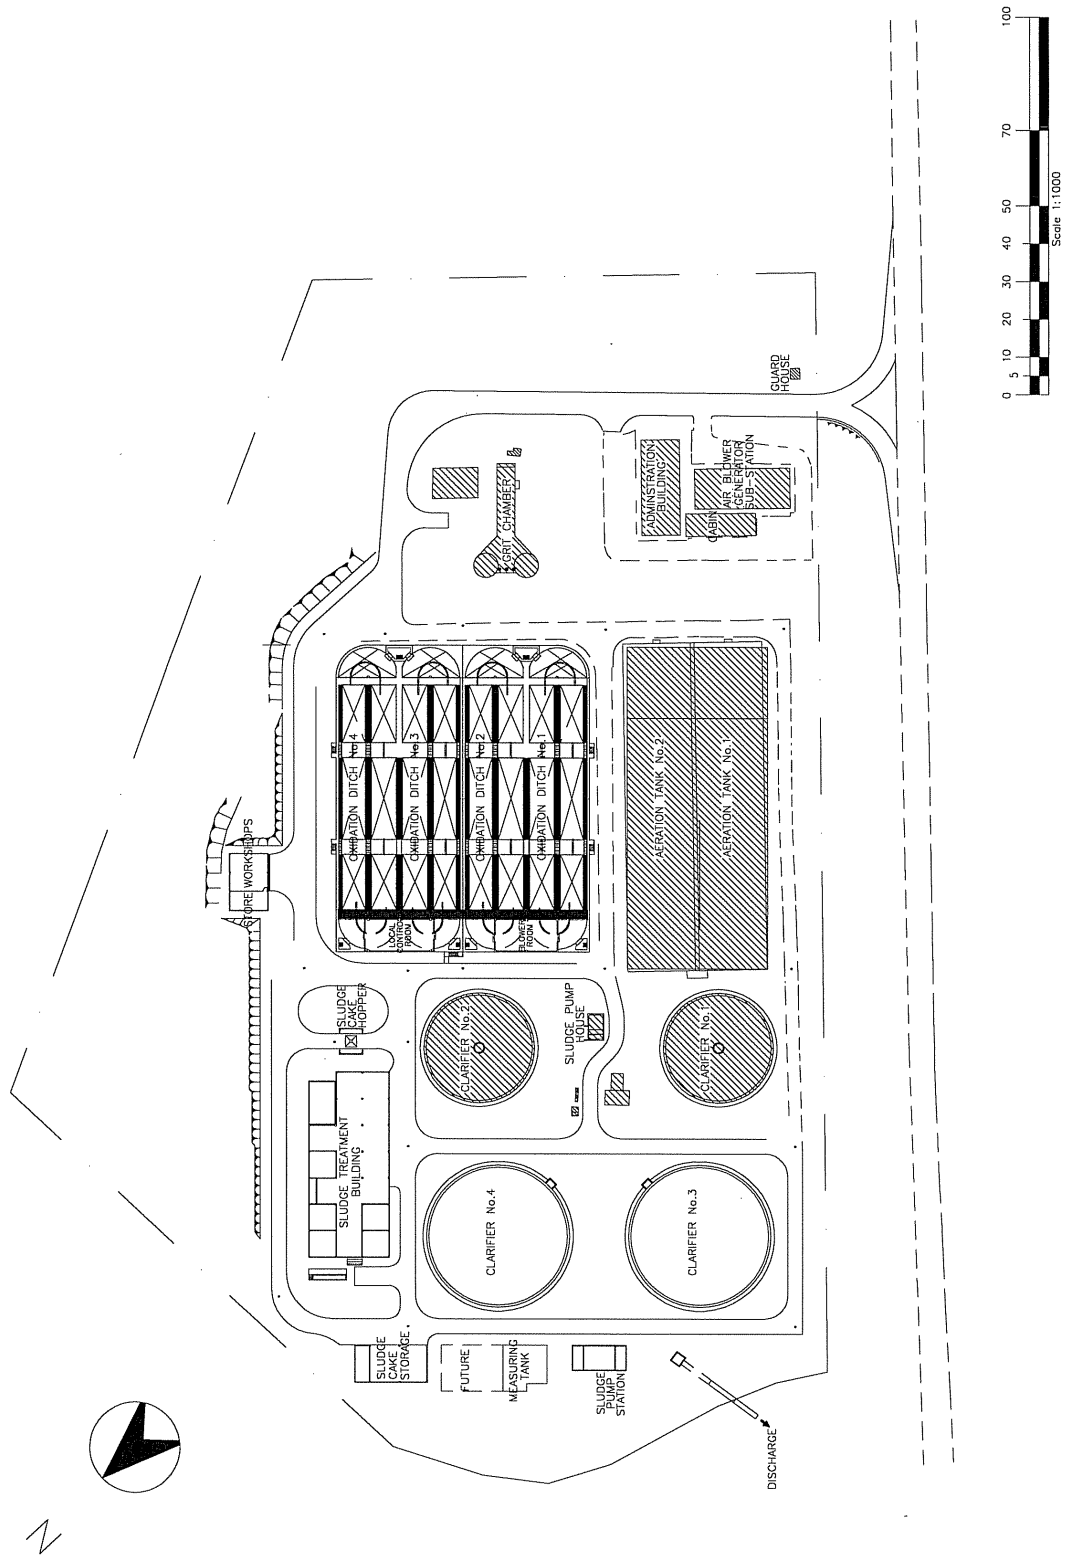 0
5
10
20
30
40
50
70
100
Scale 1:1000
GUARD
HOUSE
ADMINISTRATION
BUILDING
AIR BLOWER
GENERATOR
SUB-STATION
CABIN
GRIT CHAMBER
STORE WORKSHOPS
OXIDATION DITCH No.4
OXIDATION DITCH No.3
OXIDATION DITCH No.2
OXIDATION DITCH No.1
LOCAL
CONTROL
ROOM
BLOWER
ROOM
AERATION TANK No.2
AERATION TANK No.1
SLUDGE
CAKE
HOPPER
CLARIFIER No.2
SLUDGE PUMP
HOUSE
CLARIFIER No.1
SLUDGE TREATMENT
BUILDING
CLARIFIER No.4
CLARIFIER No.3
SLUDGE
CAKE
STORAGE
FUTURE
MEASURING
TANK
SLUDGE
PUMP
STATION
DISCHARGE
N